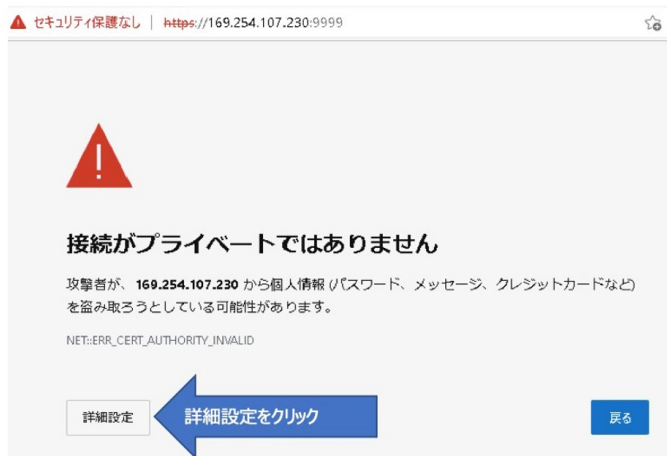 セキュリティ保護なし | https://169.254.107.230:9999
接続がプライベートではありません
攻撃者が、 169.254.107.230 から個人情報 (パスワード、メッセージ、クレジットカードなど)
を盗み取ろうとしている可能性があります。
NET::ERR_CERT_AUTHORITY_INVALID
詳細設定 詳細設定をクリック 戻る